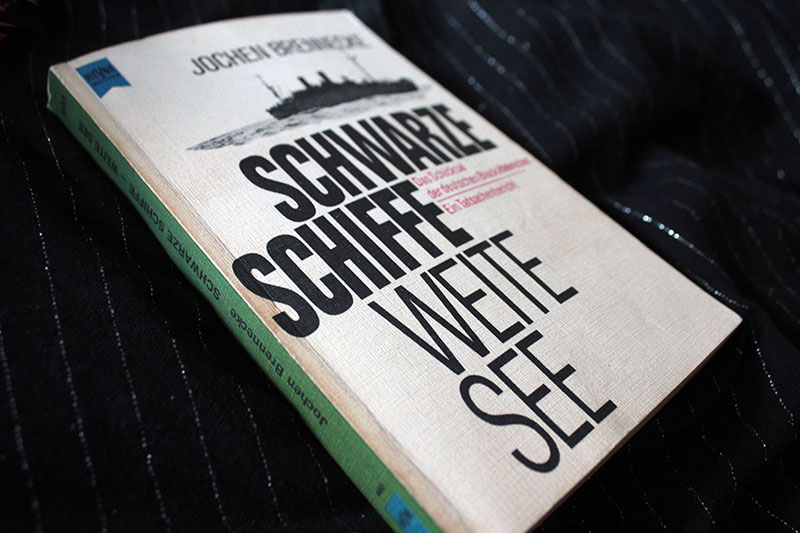 HEYNE
JOCHEN BRENNECKE
SCHWARZE
SCHIFFE
Das Schicksal
der deutschen Blockadebrecher
Ein Tatsachenbericht
WEITE
SEE
Jochen Brennecke SCHWARZE SCHIFFE – WEITE SEE